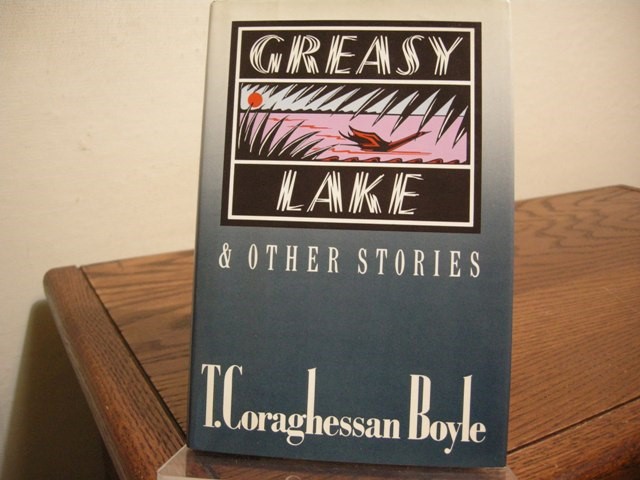 GREASY
LAKE
& OTHER STORIES
T. Coraghessan Boyle